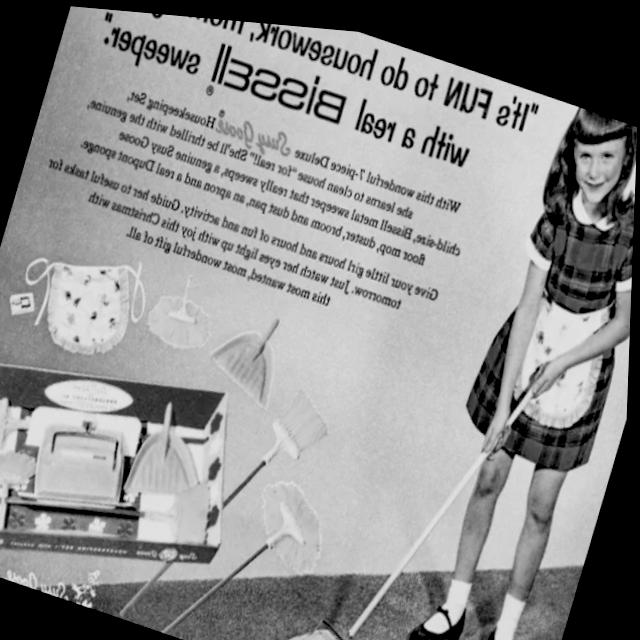 "It's FUN to do housework,
with a real BISSELL® sweeper".
With this wonderful 7-piece Deluxe Susy Goose® Housekeeping Set,
she learns to clean house "for real". She'll be thrilled with the genuine
child-size, Bissell metal sweeper that really sweeps, a genuine Susy Goose
floor mop, duster, broom and dust pan, an apron and a real Dupont sponge.
Give your little girl hours and hours of fun and activity. Guide her to useful tasks for
tomorrow. Just watch her eyes light up with joy this Christmas with
this most wanted, most wonderful gift of all.